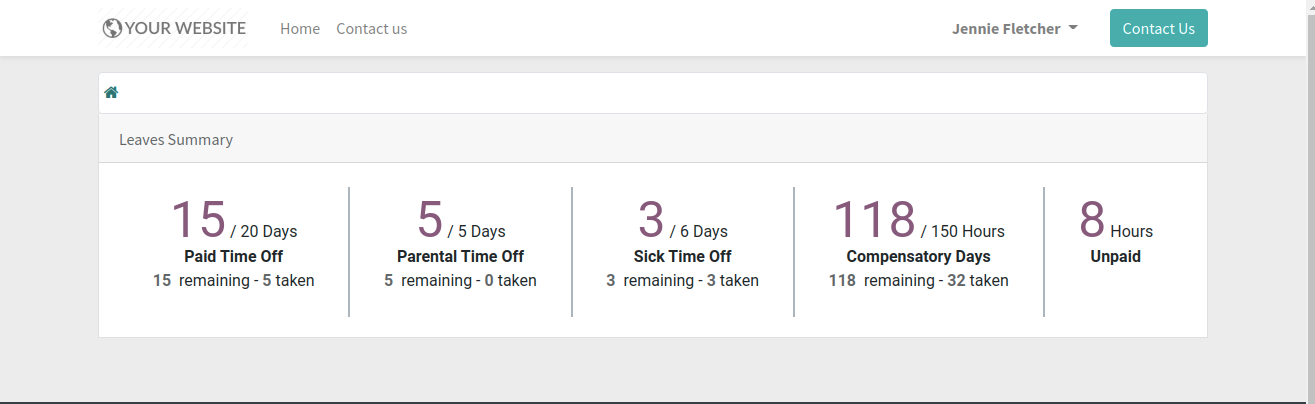 YOUR WEBSITE Home Contact us Jennie Fletcher Contact Us
Leaves Summary
15 / 20 Days 5 / 5 Days 3 / 6 Days 118 / 150 Hours 8 Hours
Paid Time Off Parental Time Off Sick Time Off Compensatory Days Unpaid
15 remaining - 5 taken 5 remaining - 0 taken 3 remaining - 3 taken 118 remaining - 32 taken